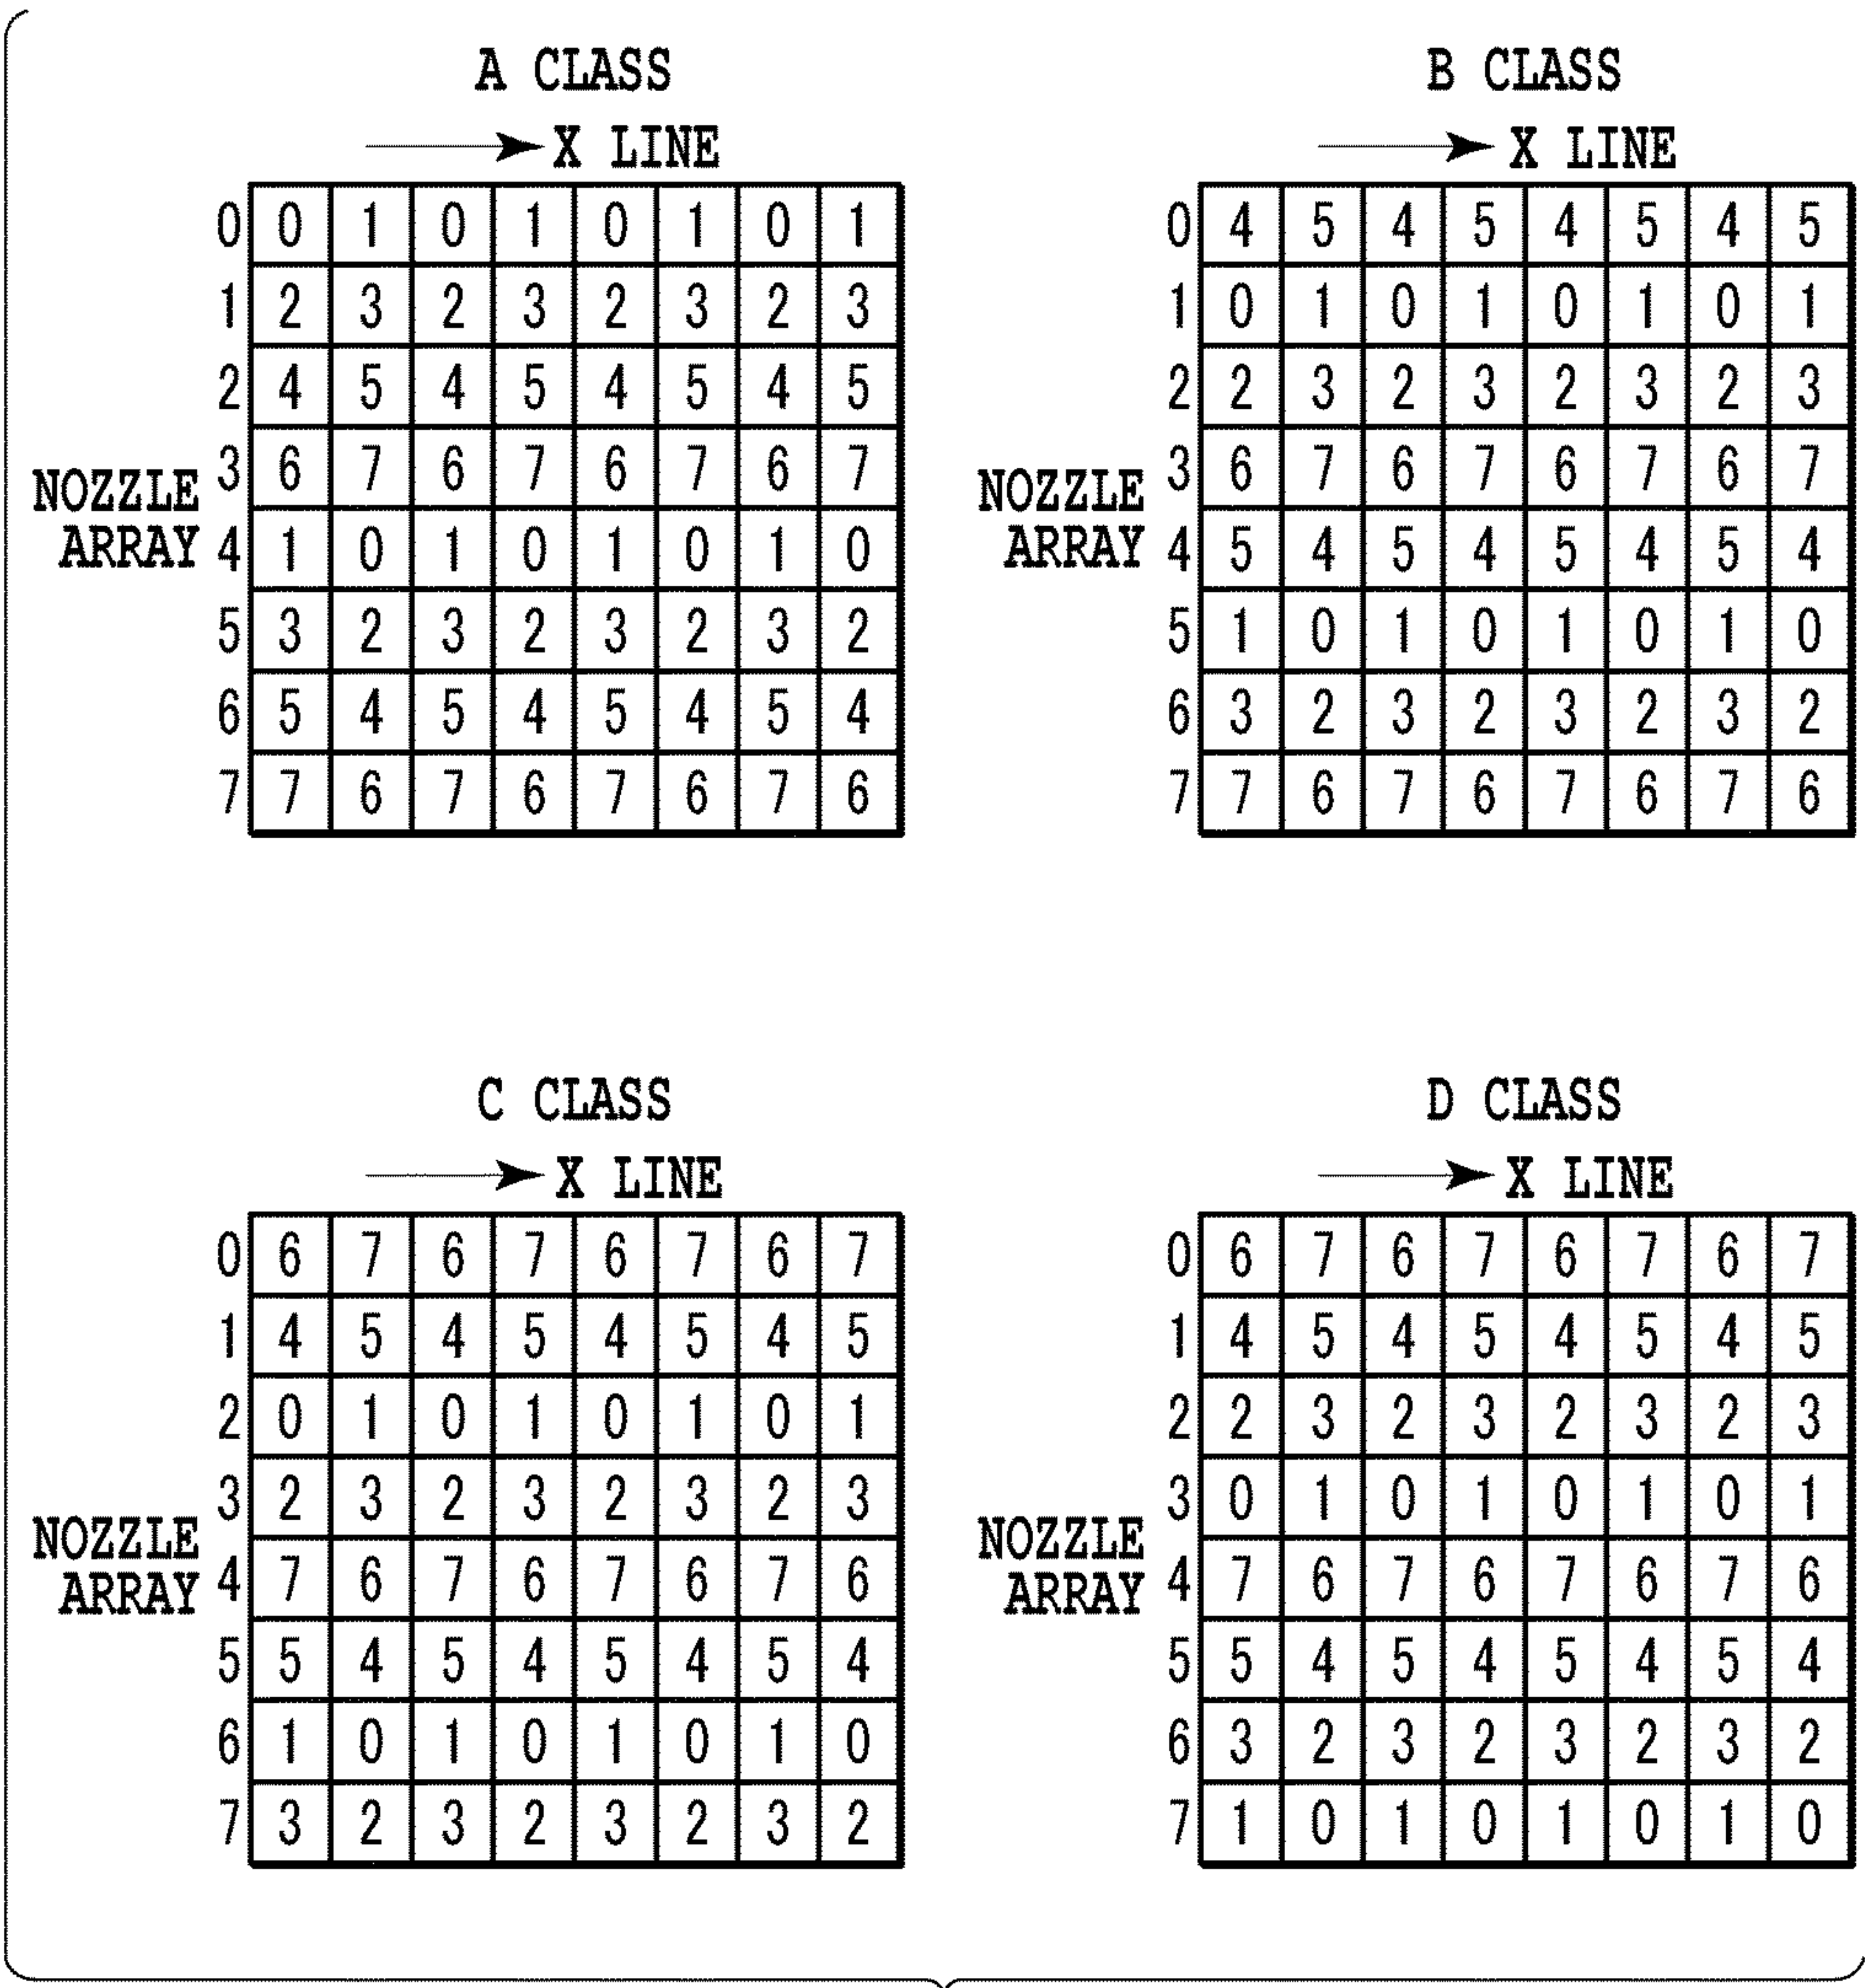 A CLASS
X LINE
0 0 1 0 1 0 1 0 1
1 2 3 2 3 2 3 2 3
2 4 5 4 5 4 5 4 5
3 6 7 6 7 6 7 6 7
NOZZLE ARRAY
4 1 0 1 0 1 0 1 0
5 3 2 3 2 3 2 3 2
6 5 4 5 4 5 4 5 4
7 7 6 7 6 7 6 7 6
B CLASS
X LINE
0 4 5 4 5 4 5 4 5
1 0 1 0 1 0 1 0 1
2 2 3 2 3 2 3 2 3
3 6 7 6 7 6 7 6 7
NOZZLE ARRAY
4 5 4 5 4 5 4 5 4
5 1 0 1 0 1 0 1 0
6 3 2 3 2 3 2 3 2
7 7 6 7 6 7 6 7 6
C CLASS
X LINE
0 6 7 6 7 6 7 6 7
1 4 5 4 5 4 5 4 5
2 0 1 0 1 0 1 0 1
3 2 3 2 3 2 3 2 3
NOZZLE ARRAY
4 7 6 7 6 7 6 7 6
5 5 4 5 4 5 4 5 4
6 1 0 1 0 1 0 1 0
7 3 2 3 2 3 2 3 2
D CLASS
X LINE
0 6 7 6 7 6 7 6 7
1 4 5 4 5 4 5 4 5
2 2 3 2 3 2 3 2 3
3 0 1 0 1 0 1 0 1
NOZZLE ARRAY
4 7 6 7 6 7 6 7 6
5 5 4 5 4 5 4 5 4
6 3 2 3 2 3 2 3 2
7 1 0 1 0 1 0 1 0